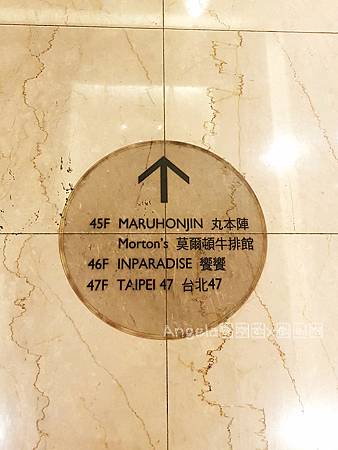 45F MARUHONJIN 丸本陣
Morton's 莫爾頓牛排館
46F INPARADISE 饗饗
47F TAIPEI 47 台北47
Angela